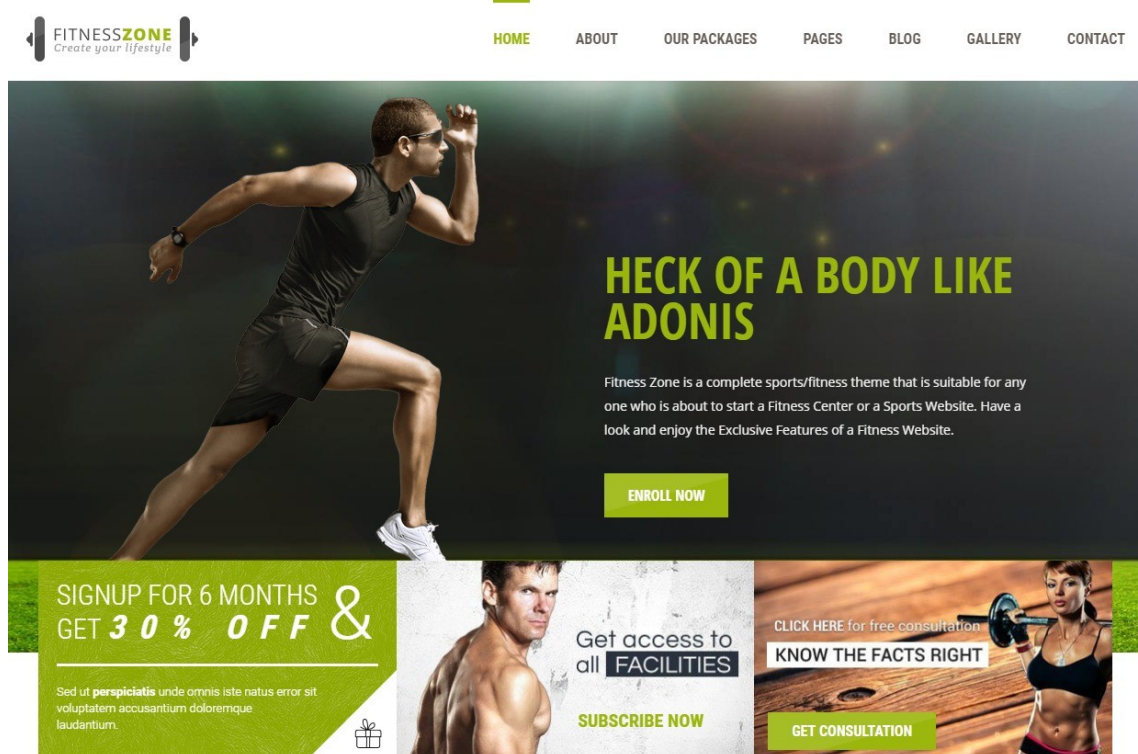 FITNESSZONE
Create your lifestyle
HOME ABOUT OUR PACKAGES PAGES BLOG GALLERY CONTACT
HECK OF A BODY LIKE
ADONIS
Fitness Zone is a complete sports/fitness theme that is suitable for any
one who is about to start a Fitness Center or a Sports Website. Have a
look and enjoy the Exclusive Features of a Fitness Website.
ENROLL NOW
SIGNUP FOR 6 MONTHS &
GET 30% OFF
Sed ut perspiciatis unde omnis iste natus error sit
voluptatem accusantium doloremque
laudantium.
Get access to
all FACILITIES
SUBSCRIBE NOW
CLICK HERE for free consultation
KNOW THE FACTS RIGHT
GET CONSULTATION